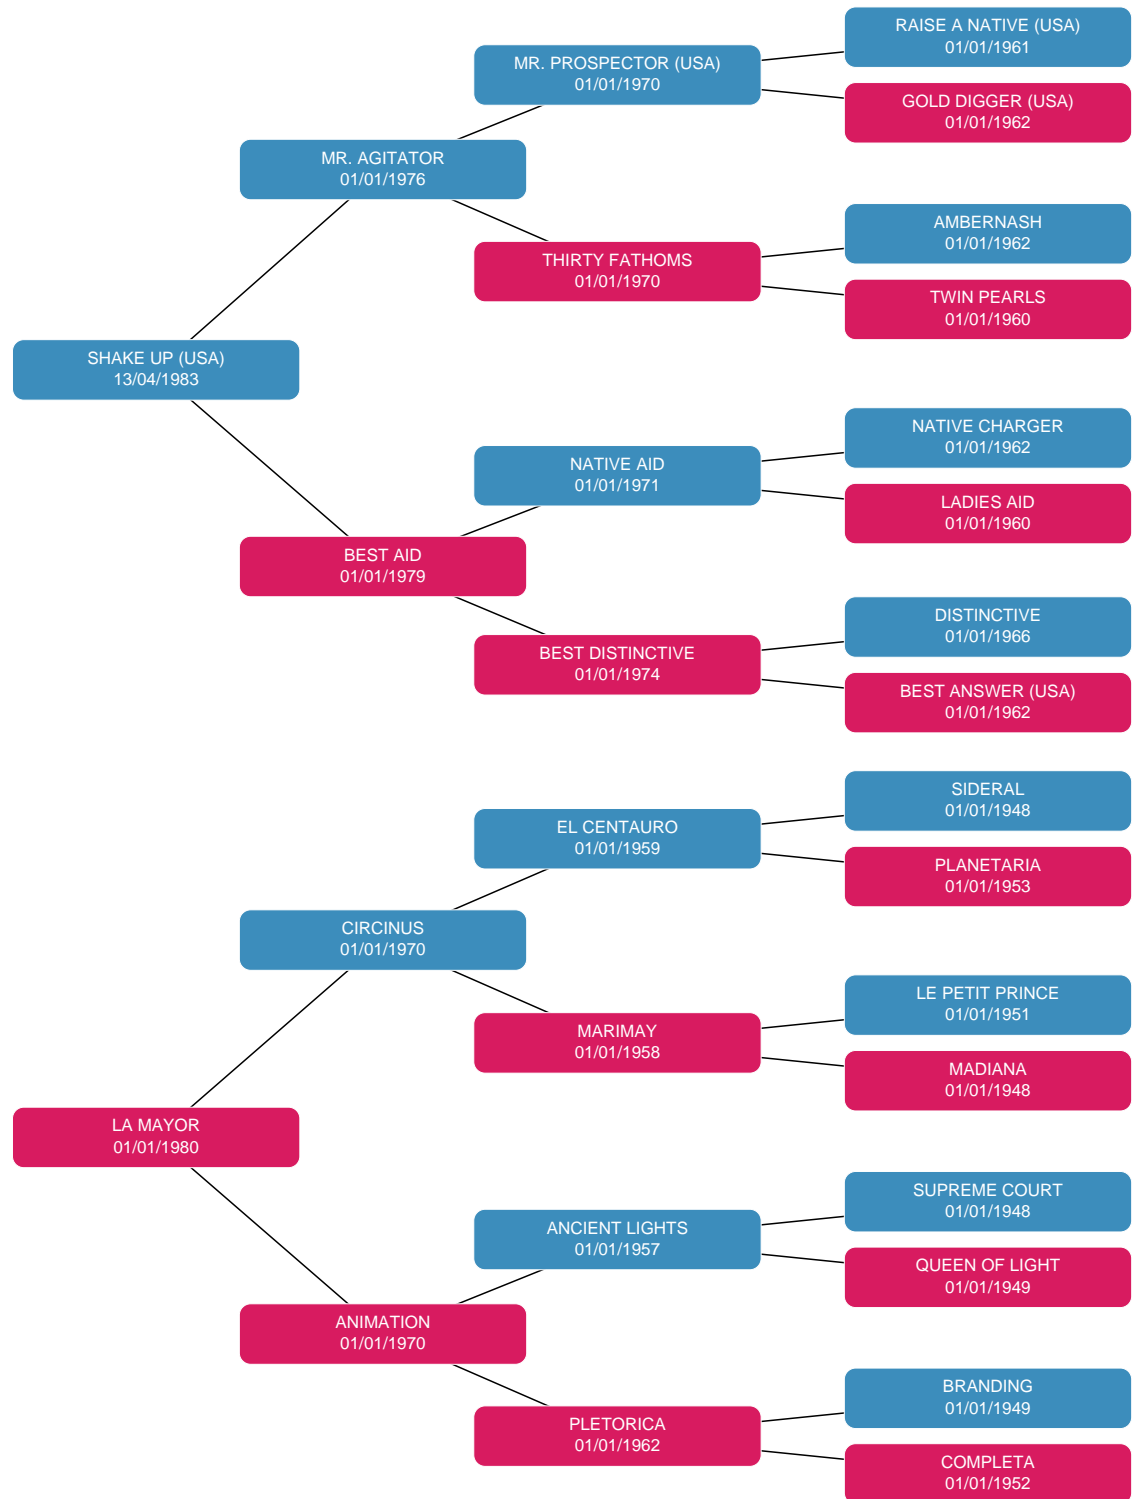 RAISE A NATIVE (USA)
01/01/1961
MR. PROSPECTOR (USA)
01/01/1970
GOLD DIGGER (USA)
01/01/1962
MR. AGITATOR
01/01/1976
AMBERNASH
01/01/1962
THIRTY FATHOMS
01/01/1970
TWIN PEARLS
01/01/1960
SHAKE UP (USA)
13/04/1983
NATIVE CHARGER
01/01/1962
NATIVE AID
01/01/1971
LADIES AID
01/01/1960
BEST AID
01/01/1979
DISTINCTIVE
01/01/1966
BEST DISTINCTIVE
01/01/1974
BEST ANSWER (USA)
01/01/1962
SIDERAL
01/01/1948
EL CENTAURO
01/01/1959
PLANETARIA
01/01/1953
CIRCINUS
01/01/1970
LE PETIT PRINCE
01/01/1951
MARIMAY
01/01/1958
MADIANA
01/01/1948
LA MAYOR
01/01/1980
SUPREME COURT
01/01/1948
ANCIENT LIGHTS
01/01/1957
QUEEN OF LIGHT
01/01/1949
ANIMATION
01/01/1970
BRANDING
01/01/1949
PLETORICA
01/01/1962
COMPLETA
01/01/1952